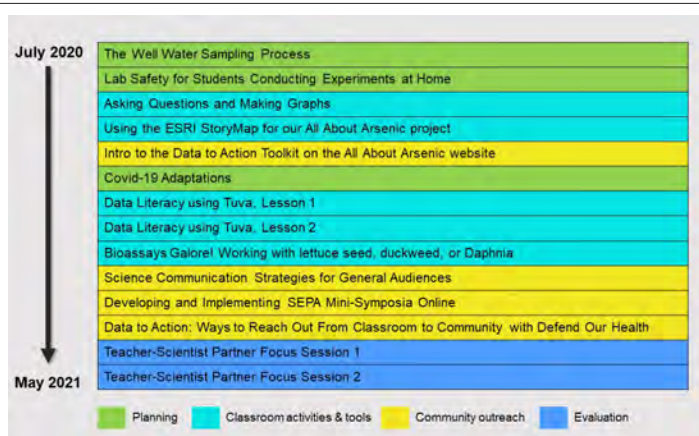 July 2020
The Well Water Sampling Process
Lab Safety for Students Conducting Experiments at Home
Asking Questions and Making Graphs
Using the ESRI StoryMap for our All About Arsenic project
Intro to the Data to Action Toolkit on the All About Arsenic website
Covid-19 Adaptations
Data Literacy using Tuva, Lesson 1
Data Literacy using Tuva, Lesson 2
Bioassays Galore! Working with lettuce seed, duckweed, or Daphnia
Science Communication Strategies for General Audiences
Developing and Implementing SEPA Mini-Symposia Online
Data to Action: Ways to Reach Out From Classroom to Community with Defend Our Health
Teacher-Scientist Partner Focus Session 1
Teacher-Scientist Partner Focus Session 2
May 2021
Planning
Classroom activities & tools
Community outreach
Evaluation